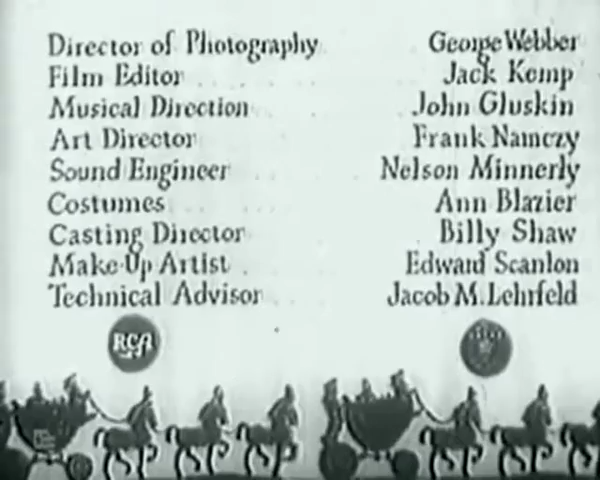 Director of Photography George Webber
Film Editor Jack Kemp
Musical Direction John Gluskin
Art Director Frank Namczy
Sound Engineer Nelson Minnerly
Costumes Ann Blazier
Casting Director Billy Shaw
Make-Up Artist Edward Scanlon
Technical Advisor Jacob M. Lehrfeld
RCA